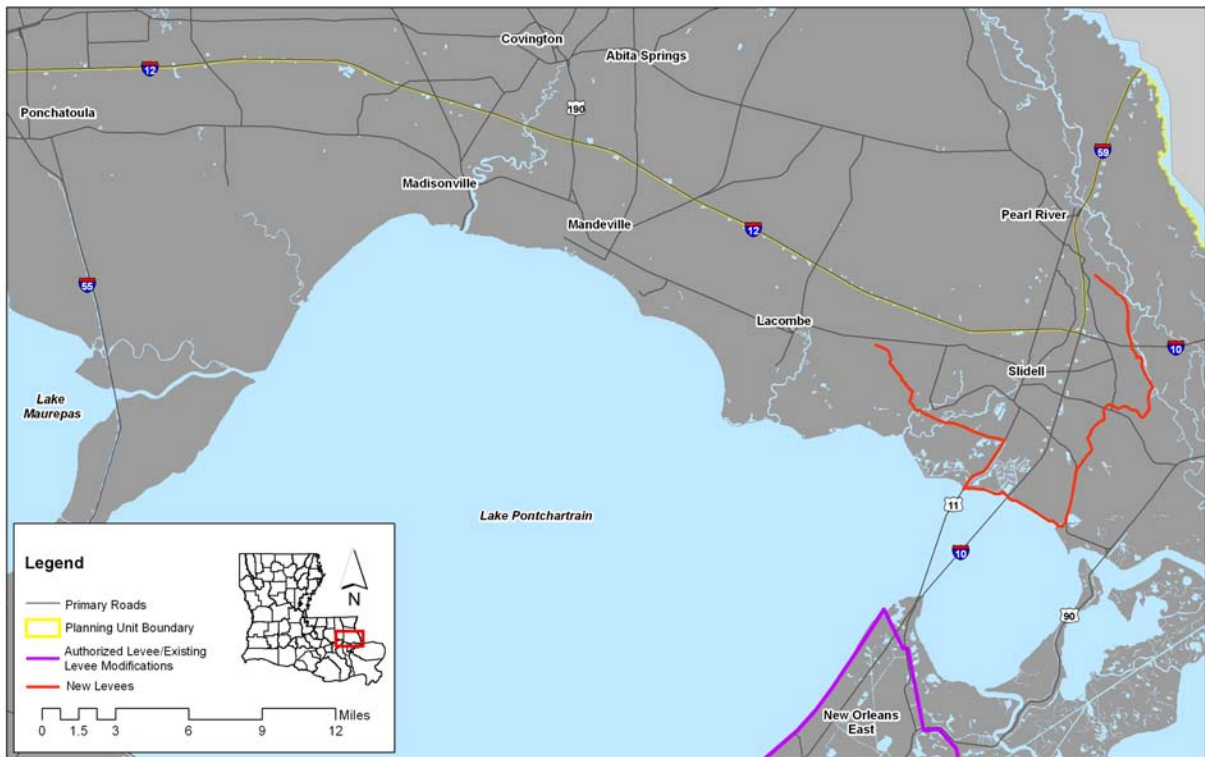 Covington
Abita Springs
12
Ponchatoula
190
59
Madisonville
Pearl River
Mandeville
12
55
Lacombe
10
Slidell
Lake
Maurepas
11
Lake Pontchartrain
10
90
New Orleans
East
Legend
N
Primary Roads
Planning Unit Boundary
Authorized Levee/Existing
Levee Modifications
New Levees
Miles
0 1.5 3 6 9 12